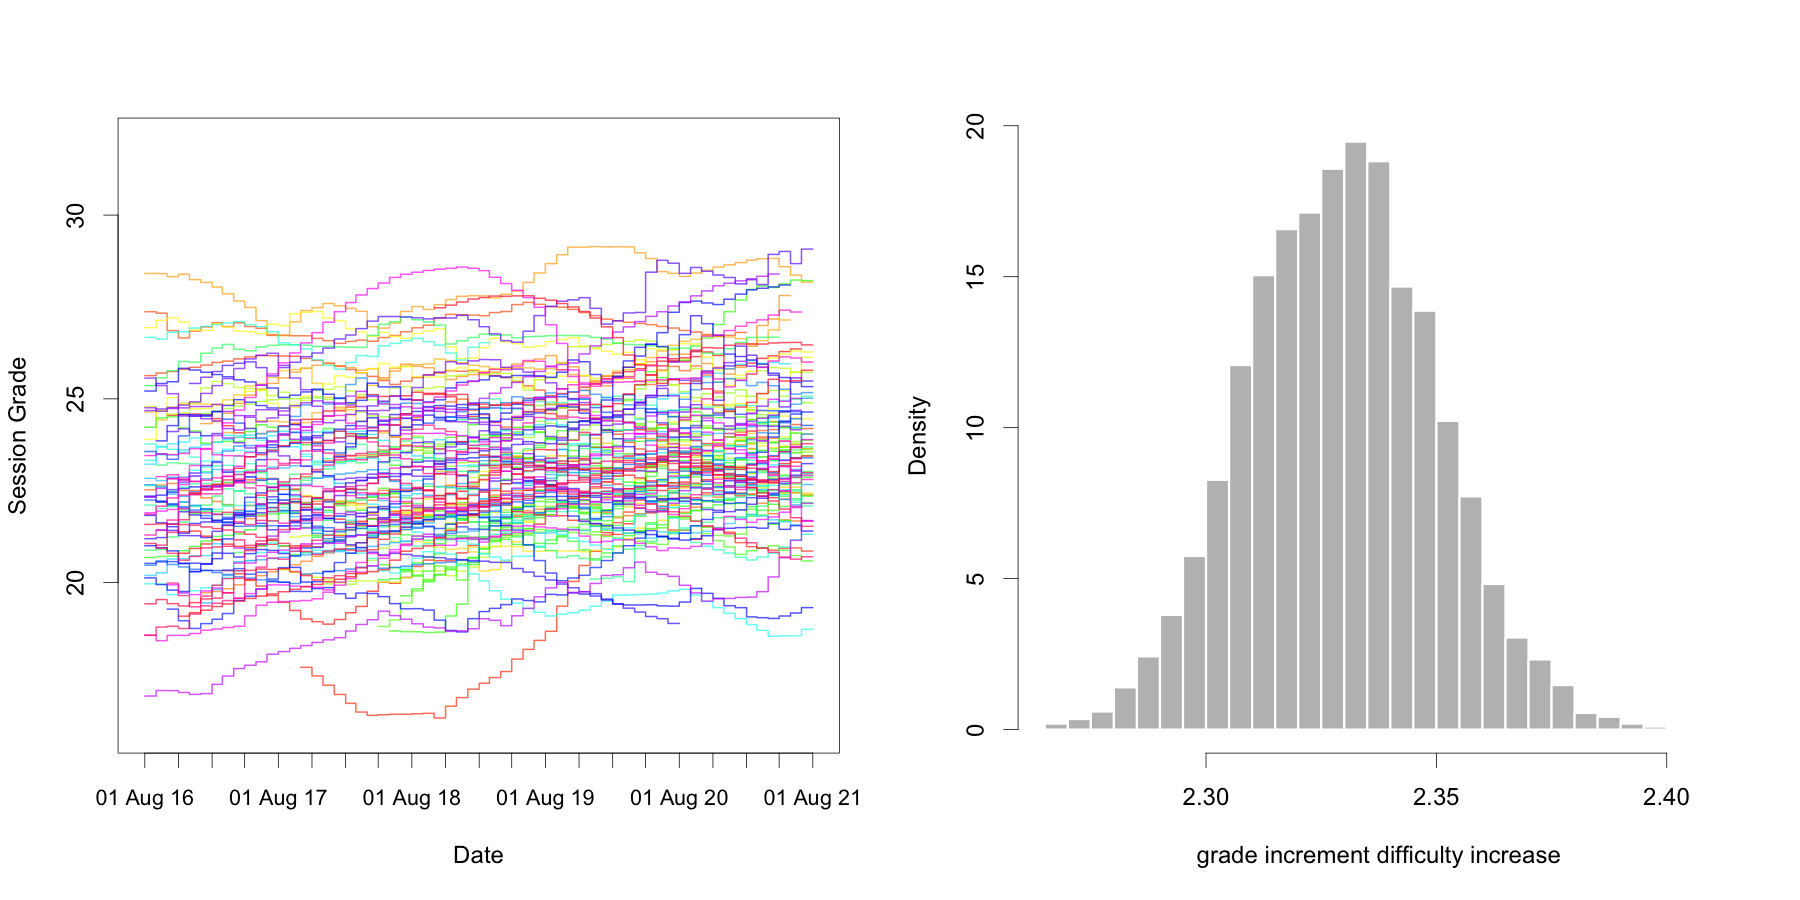 Session Grade
30
25
20
01 Aug 16
01 Aug 17
01 Aug 18
01 Aug 19
01 Aug 20
01 Aug 21
Date
Density
20
15
10
5
0
2.30
2.35
2.40
grade increment difficulty increase